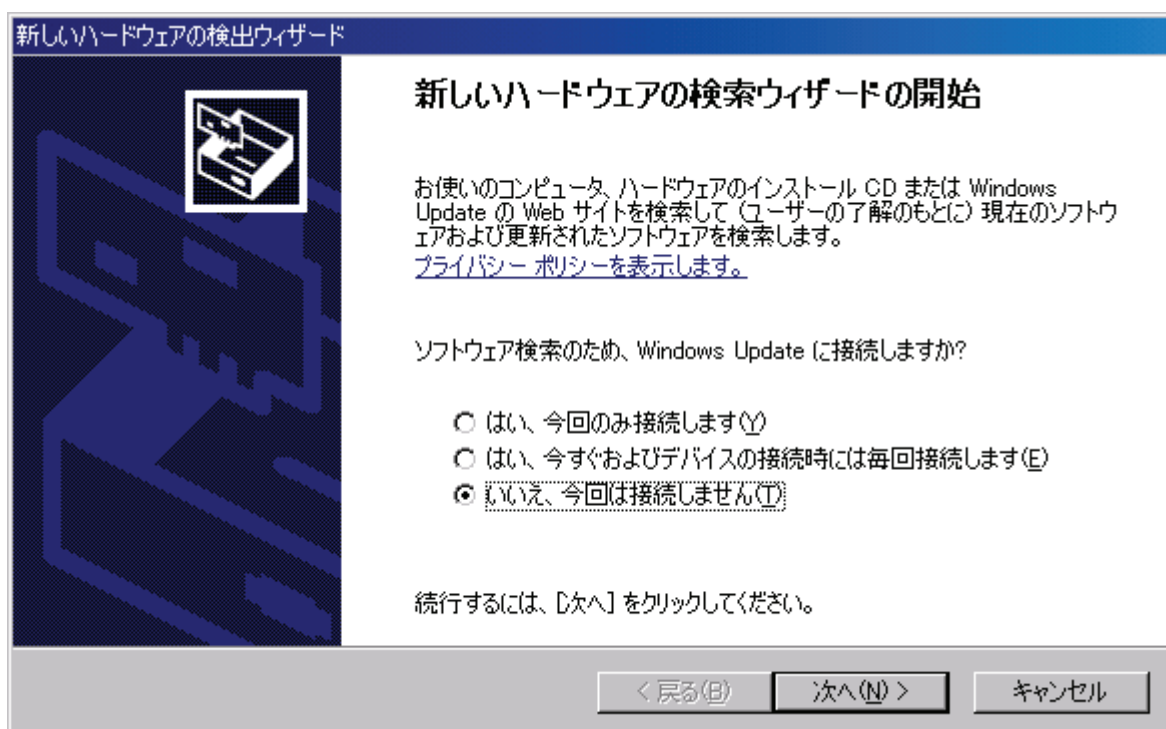 新しいハードウェアの検出ウィザード
新しいハードウェアの検索ウィザードの開始
お使いのコンピュータ、ハードウェアのインストール CD または Windows
Update の Web サイトを検索して (ユーザーの了解のもとに) 現在のソフトウ
ェアおよび更新されたソフトウェアを検索します。
プライバシー ポリシーを表示します。
ソフトウェア検索のため、Windows Update に接続しますか?
はい、今回のみ接続します(Y)
はい、今すぐおよびデバイスの接続時には毎回接続します(E)
いいえ、今回は接続しません(T)
続行するには、[次へ] をクリックしてください。
< 戻る(B) 次へ(N) > キャンセル